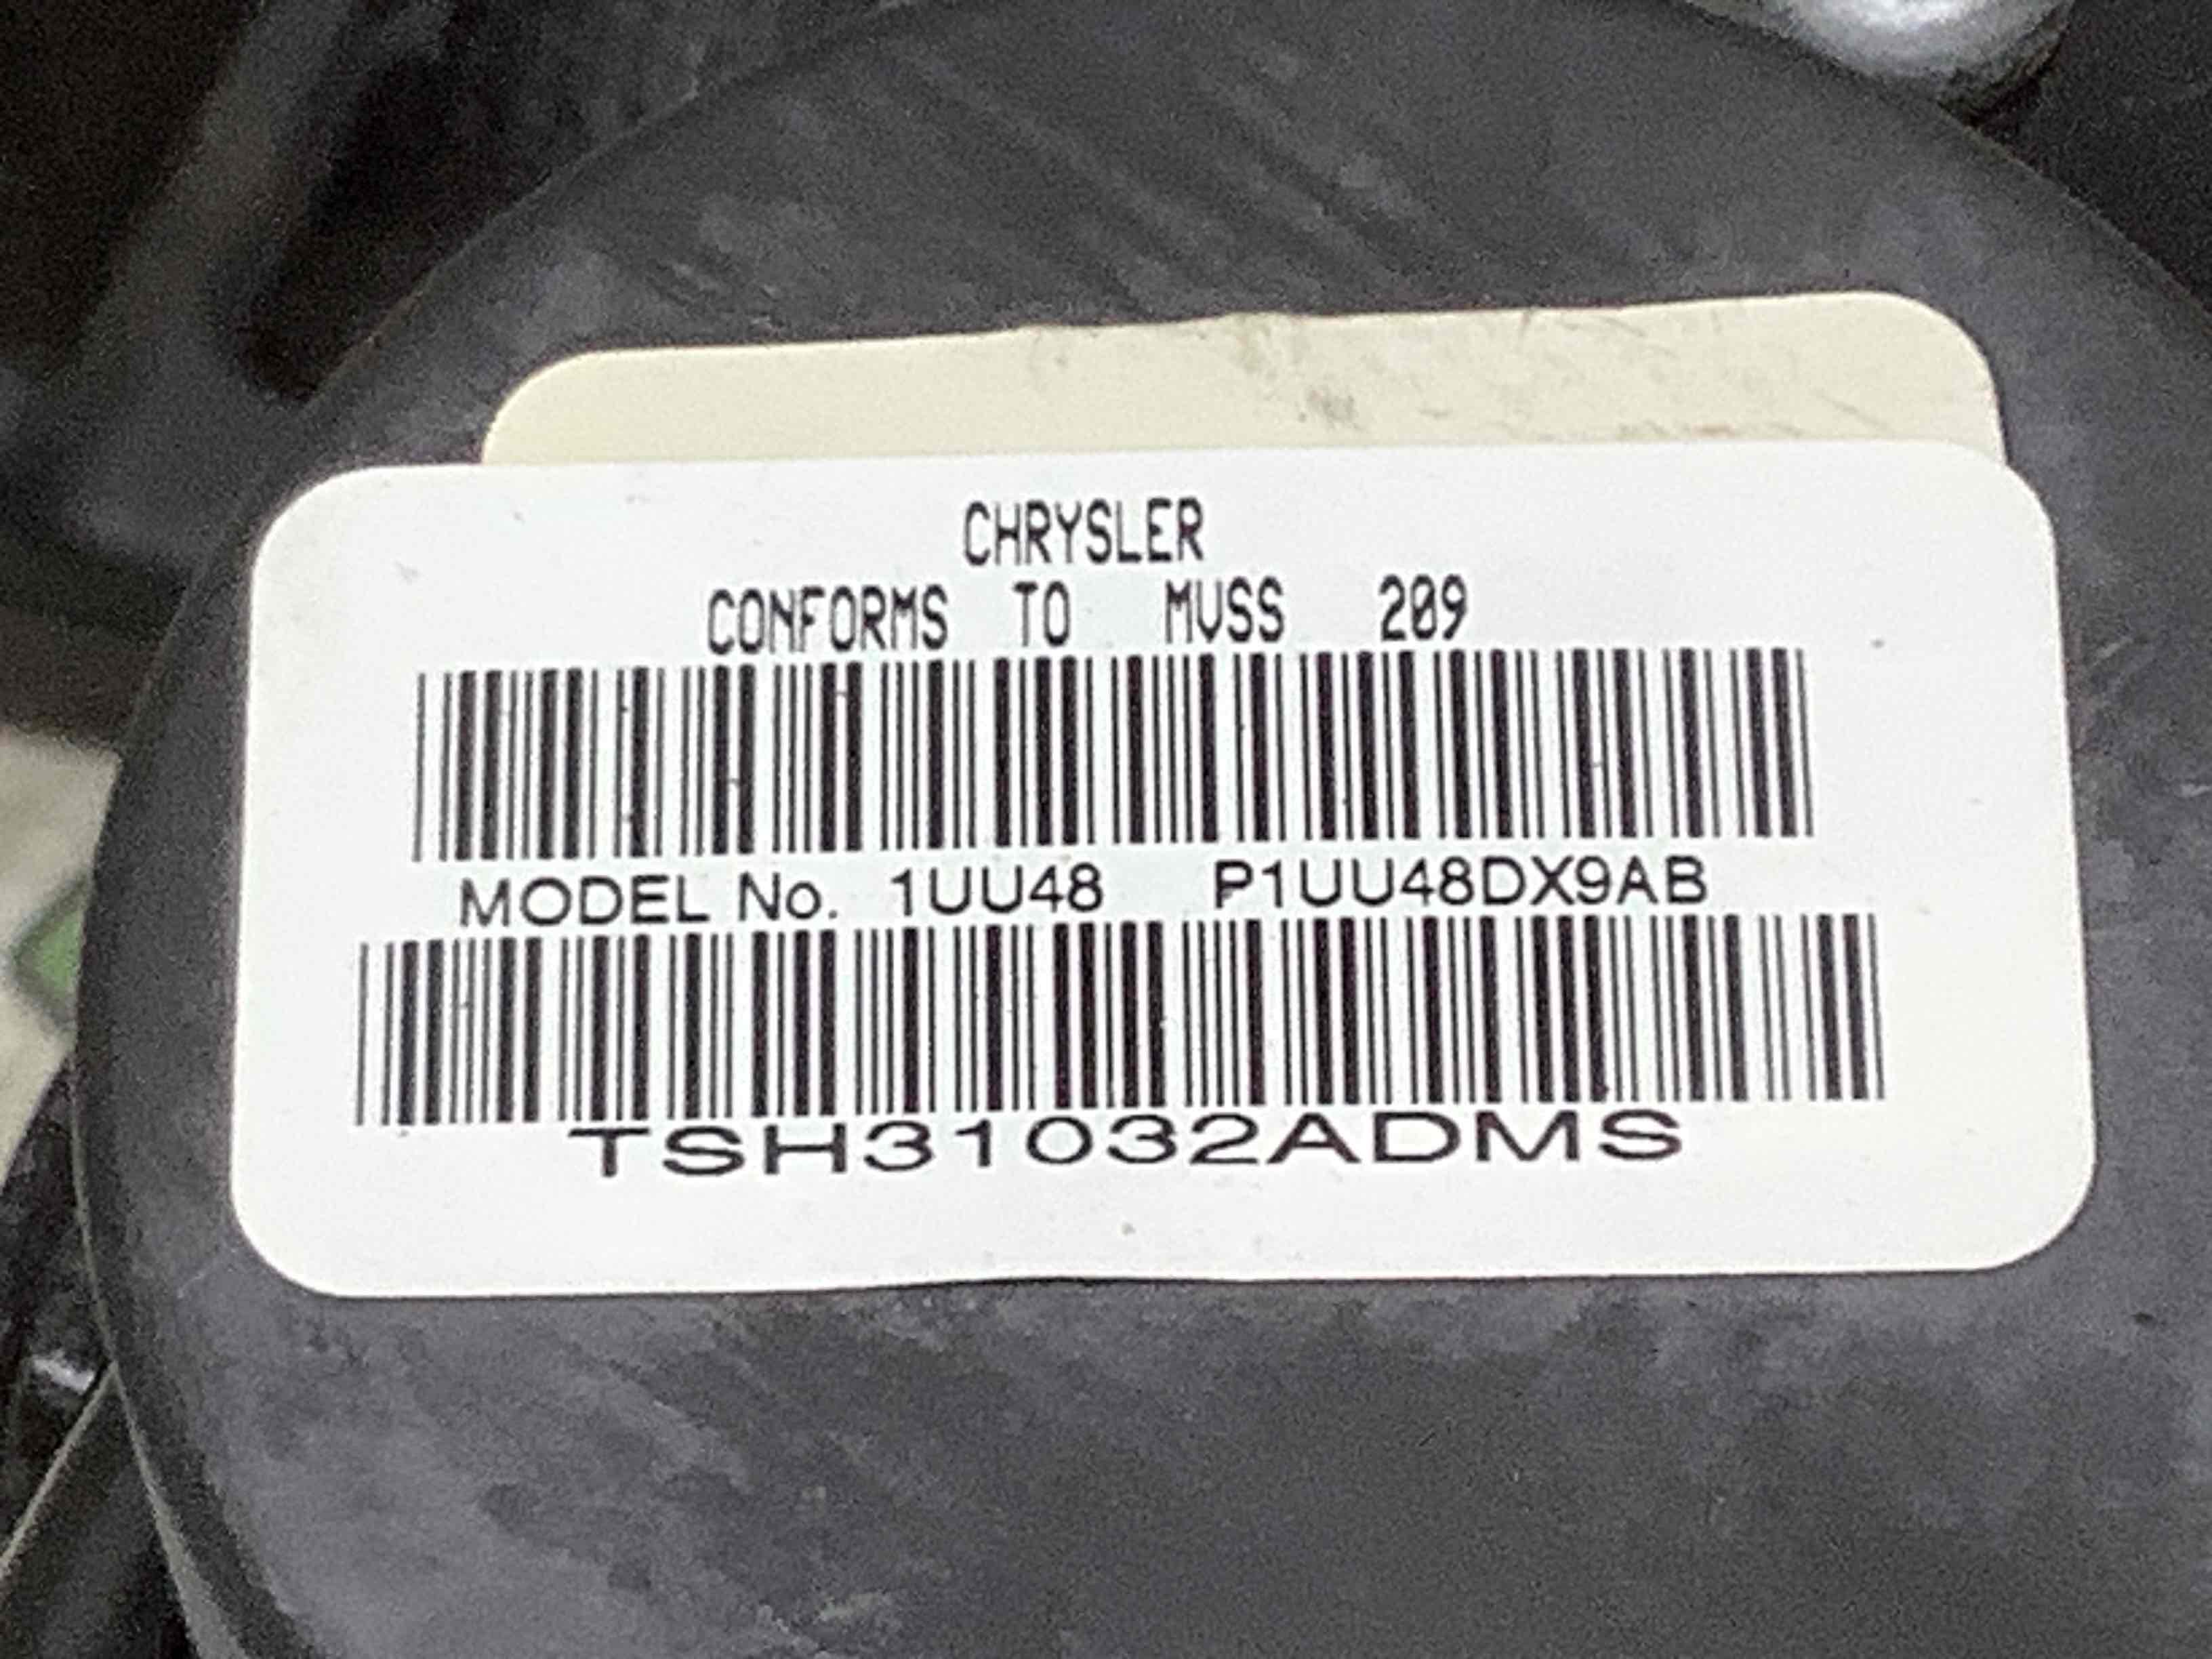 CHRYSLER
CONFORMS TO MVSS 209
MODEL No. 1UU48 P1UU48DX9AB
TSH31032ADMS